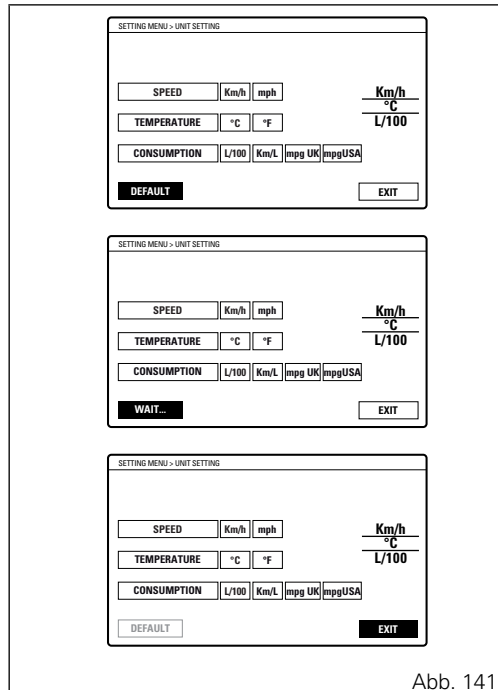 SETTING MENU > UNIT SETTING
SPEED Km/h mph Km/h
°C
TEMPERATURE °C °F L/100
CONSUMPTION L/100 Km/L mpg UK mpgUSA
DEFAULT EXIT
SETTING MENU > UNIT SETTING
SPEED Km/h mph Km/h
°C
TEMPERATURE °C °F L/100
CONSUMPTION L/100 Km/L mpg UK mpgUSA
WAIT... EXIT
SETTING MENU > UNIT SETTING
SPEED Km/h mph Km/h
°C
TEMPERATURE °C °F L/100
CONSUMPTION L/100 Km/L mpg UK mpgUSA
DEFAULT EXIT
Abb. 141